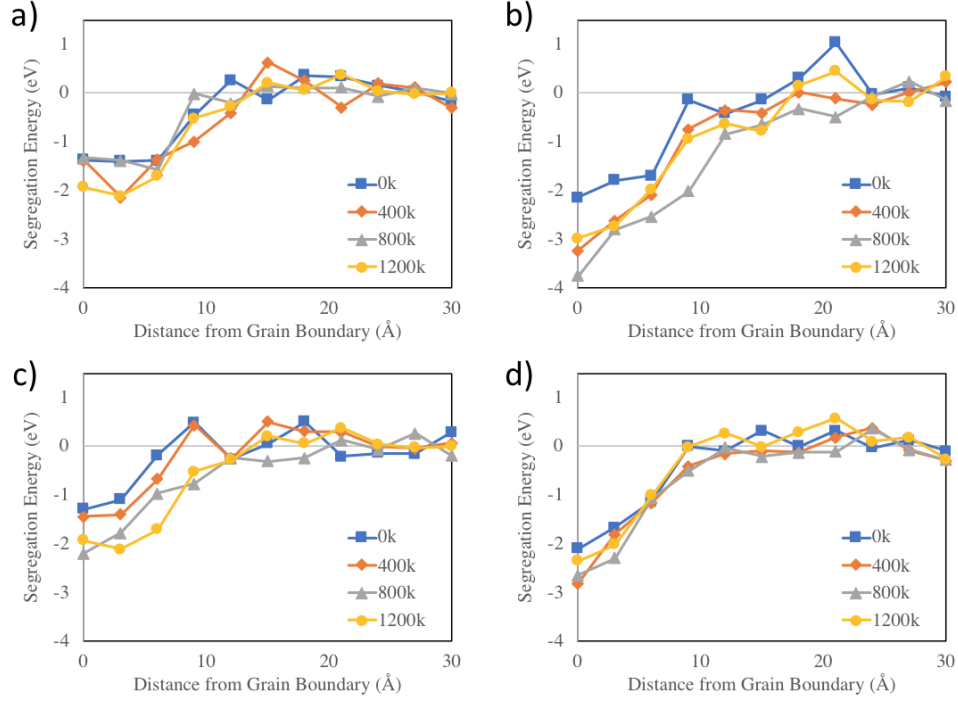 a)
1
0
-1
-2
-3
-4
Segregation Energy (eV)
0k
400k
800k
1200k
0
10
20
30
Distance from Grain Boundary (Å)
b)
1
0
-1
-2
-3
-4
Segregation Energy (eV)
0k
400k
800k
1200k
0
10
20
30
Distance from Grain Boundary (Å)
c)
1
0
-1
-2
-3
-4
Segregation Energy (eV)
0k
400k
800k
1200k
0
10
20
30
Distance from Grain Boundary (Å)
d)
1
0
-1
-2
-3
-4
Segregation Energy (eV)
0k
400k
800k
1200k
0
10
20
30
Distance from Grain Boundary (Å)